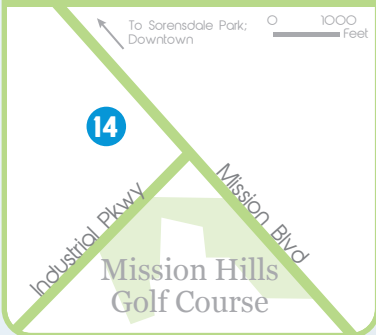 To Sorensdale Park;
Downtown
0 1000
Feet
14
Industrial Pkwy
Mission Blvd
Mission Hills
Golf Course